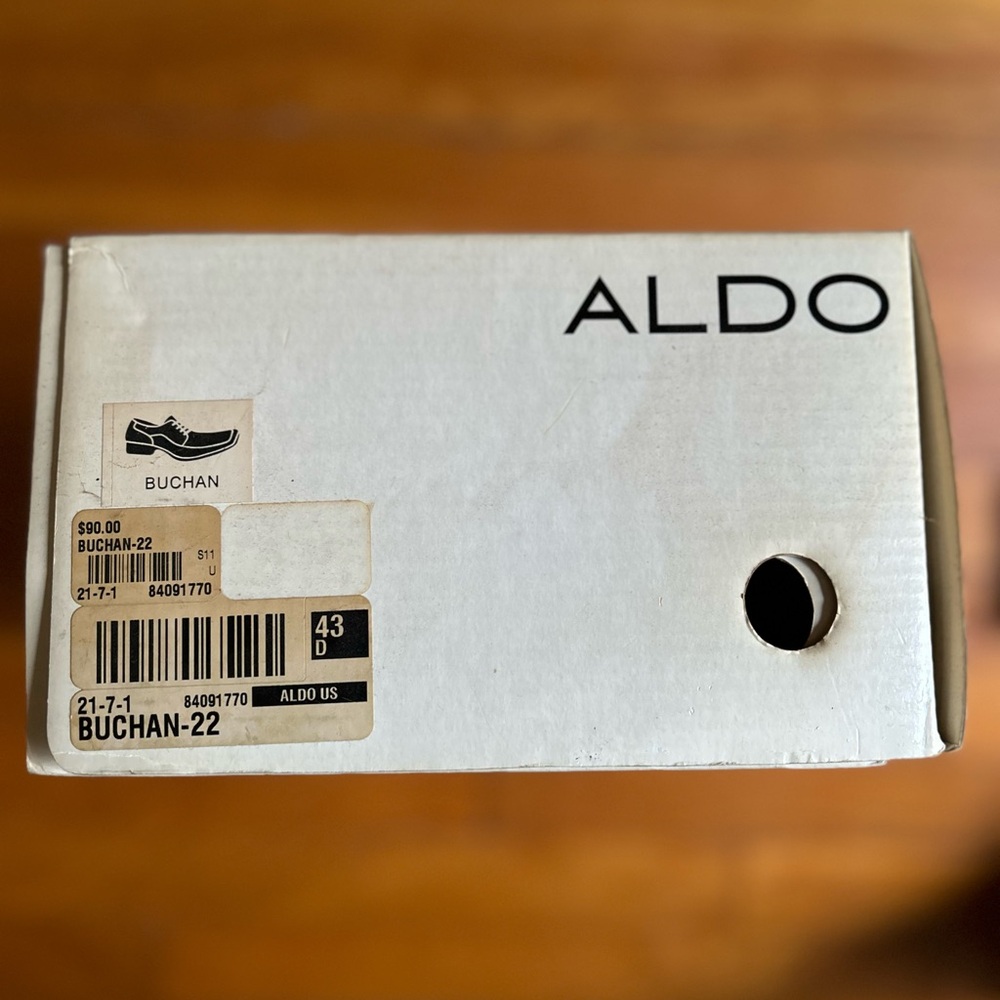 ALDO
BUCHAN
$90.00
BUCHAN-22
S11
U
21-7-1 84091770
43
D
21-7-1 84091770 ALDO US
BUCHAN-22